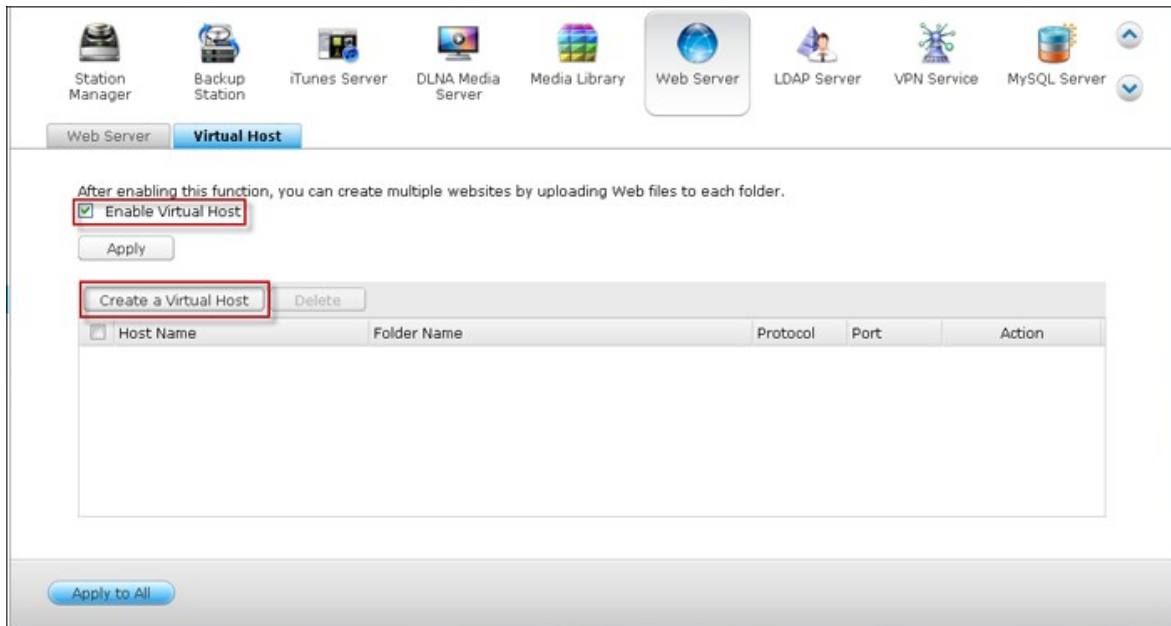 Station Manager
Backup Station
iTunes Server
DLNA Media Server
Media Library
Web Server
LDAP Server
VPN Service
MySQL Server
Web Server
Virtual Host
After enabling this function, you can create multiple websites by uploading Web files to each folder.
Enable Virtual Host
Apply
Create a Virtual Host
Delete
Host Name
Folder Name
Protocol
Port
Action
Apply to All